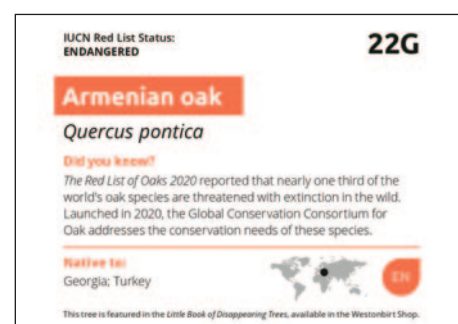 IUCN Red List Status:
ENDANGERED
22G
Armenian oak
Quercus pontica
Did you know?
The Red List of Oaks 2020 reported that nearly one third of the
world's oak species are threatened with extinction in the wild.
Launched in 2020, the Global Conservation Consortium for
Oak addresses the conservation needs of these species.
Native to:
Georgia; Turkey
EN
This tree is featured in the Little Book of Disappearing Trees, available in the Westonbirt Shop.